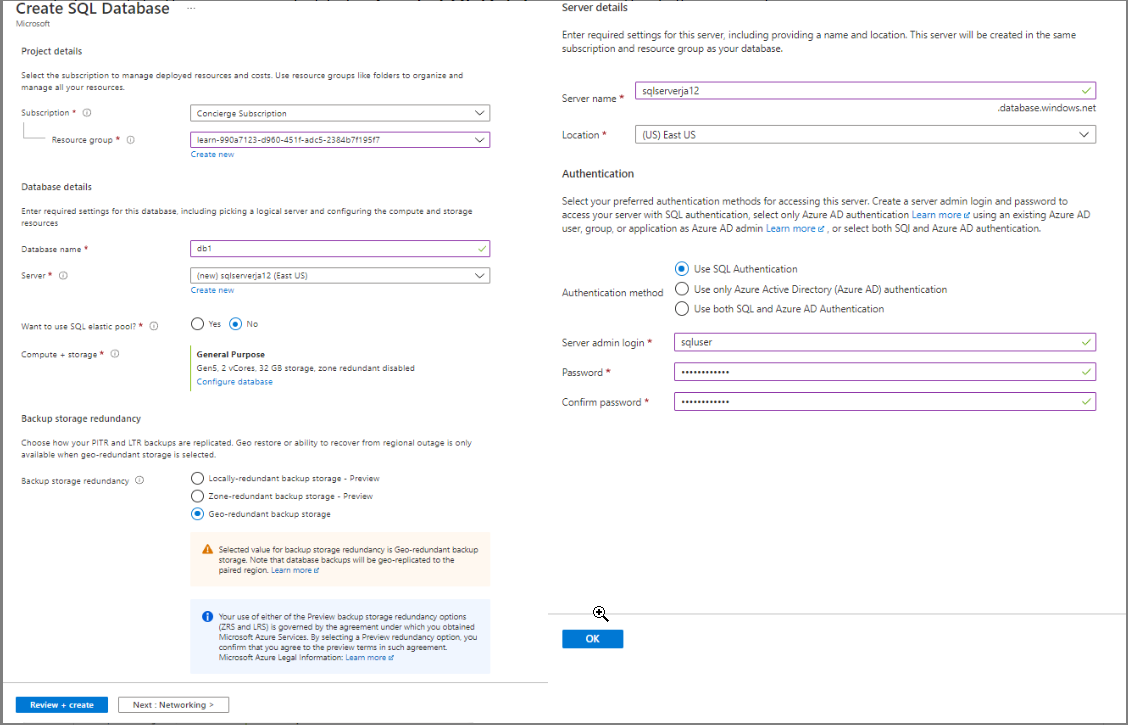 Create SQL Database ...
Microsoft
Project details
Select the subscription to manage deployed resources and costs. Use resource groups like folders to organize and
manage all your resources.
Subscription *
Concierge Subscription
Resource group *
learn-990a7123-d960-451f-adc5-2384b7f195f7
Create new
Database details
Enter required settings for this database, including picking a logical server and configuring the compute and storage
resources
Database name *
db1
Server *
(new) sqlserverja12 (East US)
Create new
Want to use SQL elastic pool? *
Yes No
Compute + storage *
General Purpose
Gen5, 2 vCores, 32 GB storage, zone redundant disabled
Configure database
Backup storage redundancy
Choose how your PITR and LTR backups are replicated. Geo restore or ability to recover from regional outage is only
available when geo-redundant storage is selected.
Backup storage redundancy
Locally-redundant backup storage - Preview
Zone-redundant backup storage - Preview
Geo-redundant backup storage
Selected value for backup storage redundancy is Geo-redundant backup
storage. Note that database backups will be geo-replicated to the
paired region. Learn more
Your use of either of the Preview backup storage redundancy options
(ZRS and LRS) is governed by the agreement under which you obtained
Microsoft Azure Services. By selecting a Preview redundancy option, you
confirm that you agree to the preview terms in such agreement.
Microsoft Azure Legal Information: Learn more
Review + create
Next : Networking >
Server details
Enter required settings for this server, including providing a name and location. This server will be created in the same
subscription and resource group as your database.
Server name *
sqlserverja12
.database.windows.net
Location *
(US) East US
Authentication
Select your preferred authentication methods for accessing this server. Create a server admin login and password to
access your server with SQL authentication, select only Azure AD authentication Learn more using an existing Azure AD
user, group, or application as Azure AD admin Learn more , or select both SQl and Azure AD authentication.
Authentication method
Use SQL Authentication
Use only Azure Active Directory (Azure AD) authentication
Use both SQL and Azure AD Authentication
Server admin login *
sqluser
Password *
••••••••••••
Confirm password *
••••••••••••
OK